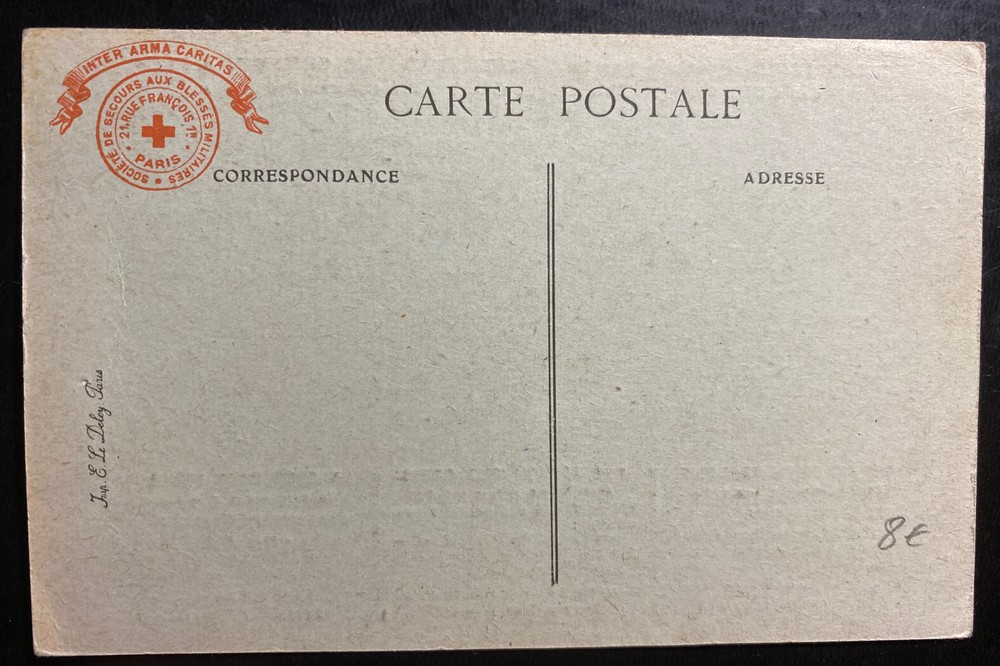 INTER ARMA CARITAS
SOCIÉTÉ DE SECOURS AUX BLESSÉS MILITAIRES
21, RUE FRANÇOIS 1ER
PARIS
CARTE POSTALE
CORRESPONDANCE
ADRESSE
Imp. E. Le Deley, Paris
8€